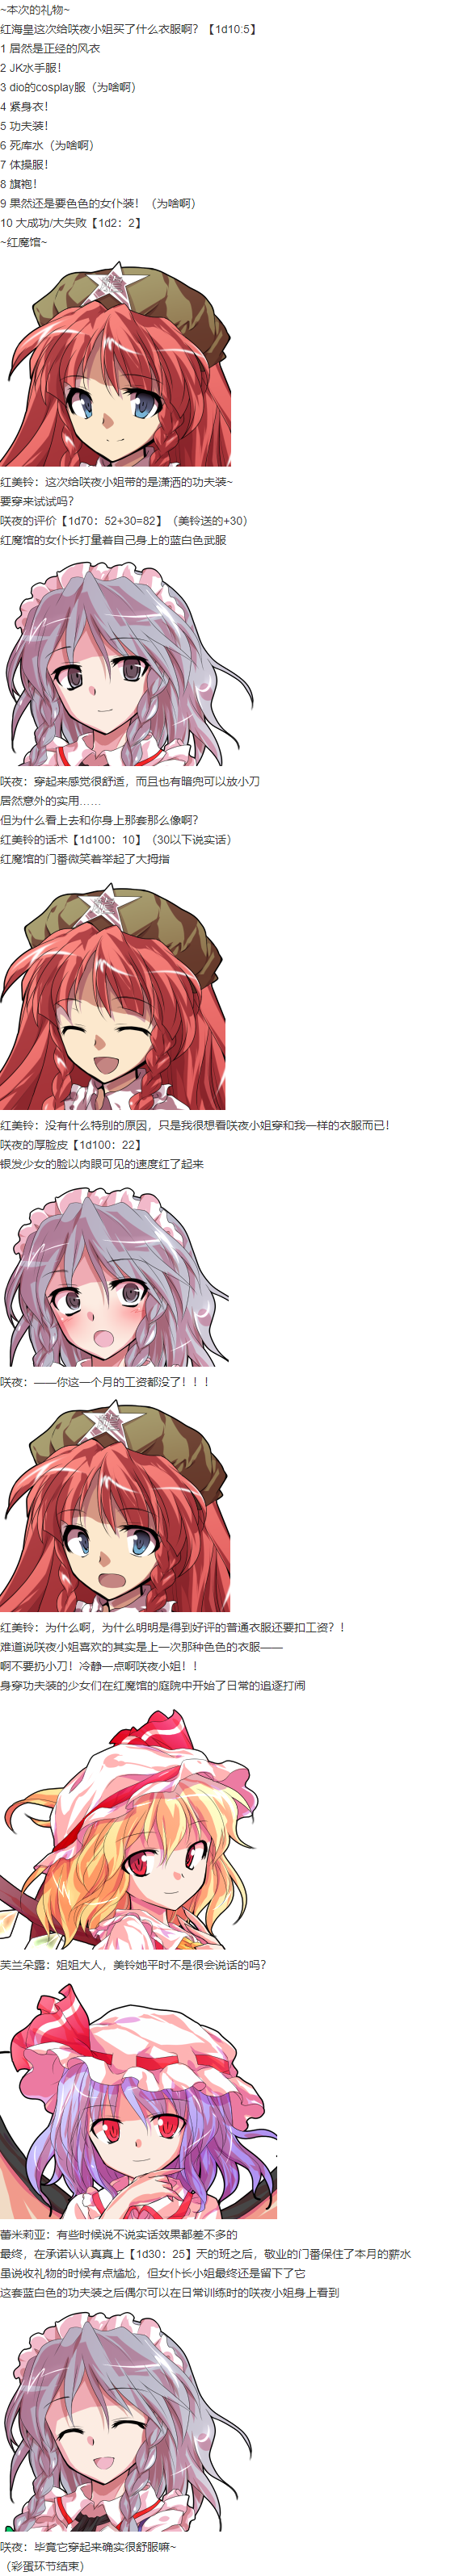 ~本次的礼物~
红海皇这次给咲夜小姐买了什么衣服啊？【1d10:5】
1 居然是正经的风衣
2 JK水手服！
3 dio的cosplay服（为啥啊）
4 紧身衣！
5 功夫装！
6 死库水（为啥啊）
7 体操服！
8 旗袍！
9 果然还是要色色的女仆装！（为啥啊）
10 大成功/大失败【1d2：2】
~红魔馆~
红美铃：这次给咲夜小姐带的是潇洒的功夫装~
要穿来试试吗？
咲夜的评价【1d70：52+30=82】（美铃送的+30）
红魔馆的女仆长打量着自己身上的蓝白色武服
咲夜：穿起来感觉很舒适，而且也有暗兜可以放小刀
居然意外的实用……
但为什么看上去和你身上那套那么像啊？
红美铃的话术【1d100：10】（30以下说实话）
红魔馆的门番微笑着举起了大拇指
红美铃：没有什么特别的原因，只是我很想看咲夜小姐穿和我一样的衣服而已！
咲夜的厚脸皮【1d100：22】
银发少女的脸以肉眼可见的速度红了起来
咲夜：——你这一个月的工资都没了！！！
红美铃：为什么啊，为什么明明是得到好评的普通衣服还要扣工资？！
难道说咲夜小姐喜欢的其实是上一次那种色色的衣服——
啊不要扔小刀！冷静一点啊咲夜小姐！！
身穿功夫装的少女们在红魔馆的庭院中开始了日常的追逐打闹
芙兰朵露：姐姐大人，美铃她平时不是很会说话的吗？
蕾米莉亚：有些时候说不说实话效果都差不多的
最终，在承诺认认真真上【1d30：25】天的班之后，敬业的门番保住了本月的薪水
虽说收礼物的时候有点尴尬，但女仆长小姐最终还是留下了它
这套蓝白色的功夫装之后偶尔可以在日常训练时的咲夜小姐身上看到
咲夜：毕竟它穿起来确实很舒服嘛~
（彩蛋环节结束）